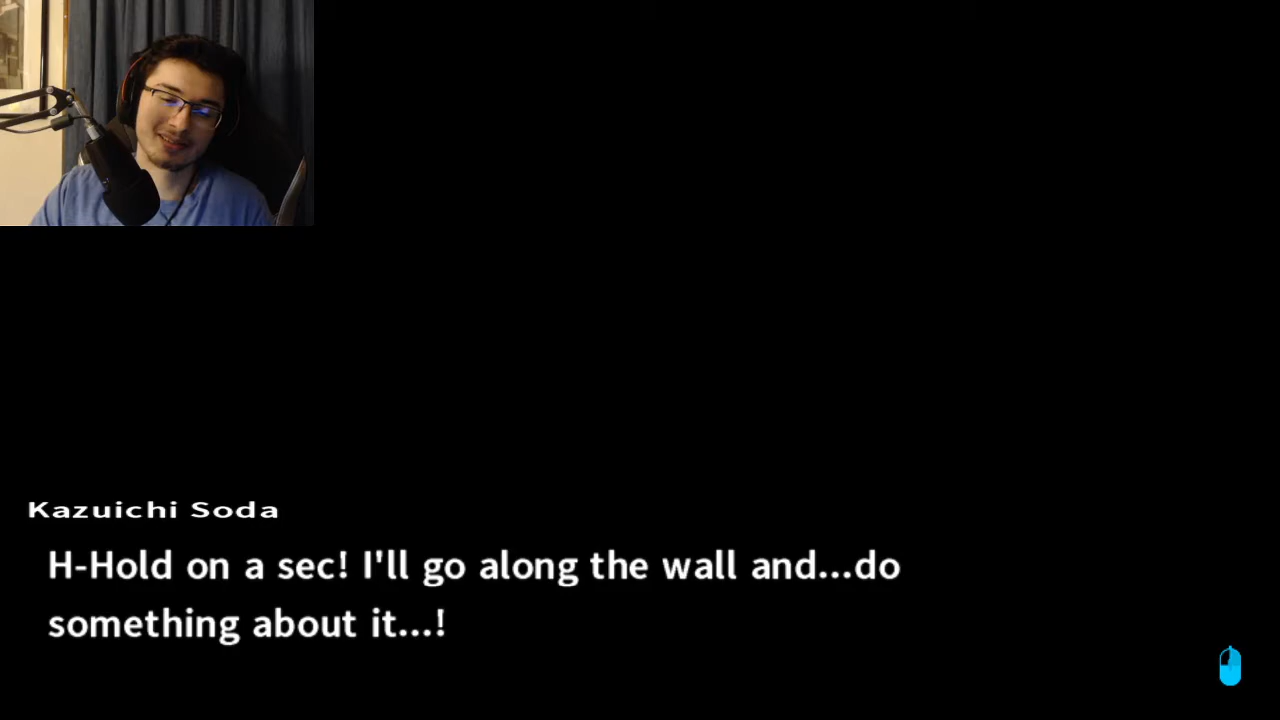 Kazuichi Soda
H-Hold on a sec! I'll go along the wall and...do
something about it...!